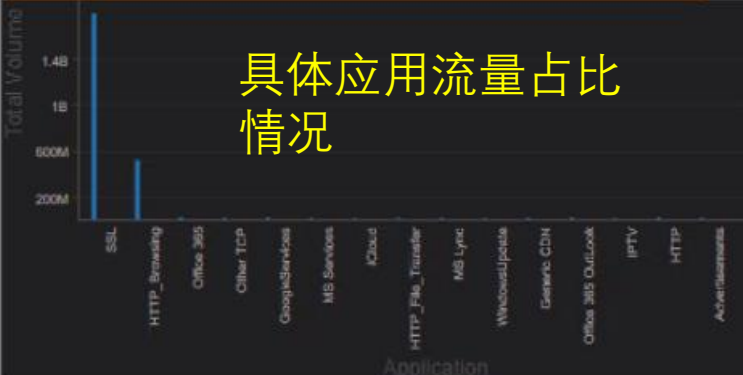 Total Volume
具体应用流量占比
情况
1.4B
1B
600M
200M
SSL
HTTP_Browsing
Office 365
Other TCP
GoogleServices
MS Services
iCloud
HTTP_File_Transfer
MS Lync
WindowsUpdate
Generic CDN
Office 365 OutLook
IPTV
HTTP
Advertisements
Application